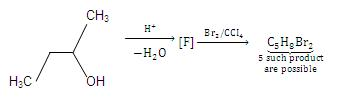 CH₃
H⁺
−H₂O
[F]
Br₂/CCl₄
C₅H₈Br₂
5 such product
are possible
H₃C
OH